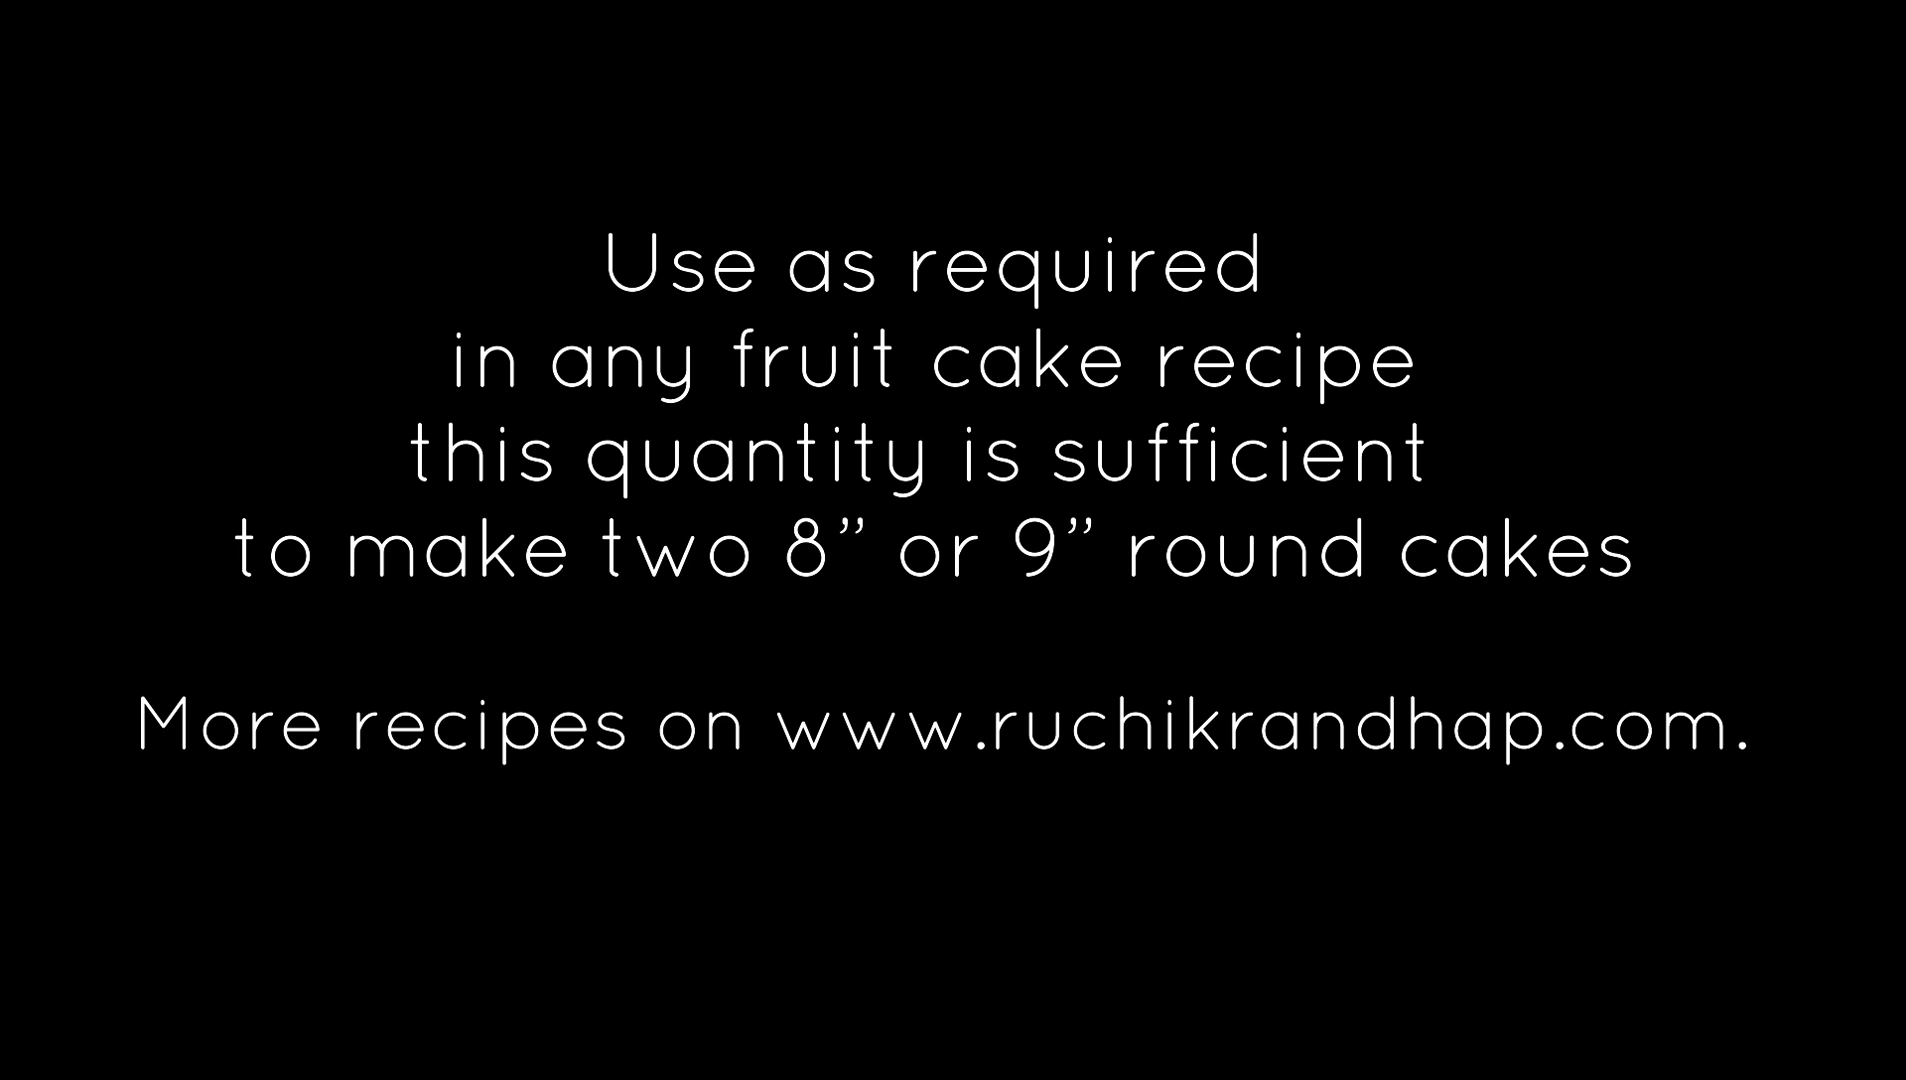 Use as required
in any fruit cake recipe
this quantity is sufficient
to make two 8” or 9” round cakes
More recipes on www.ruchikrandhap.com.